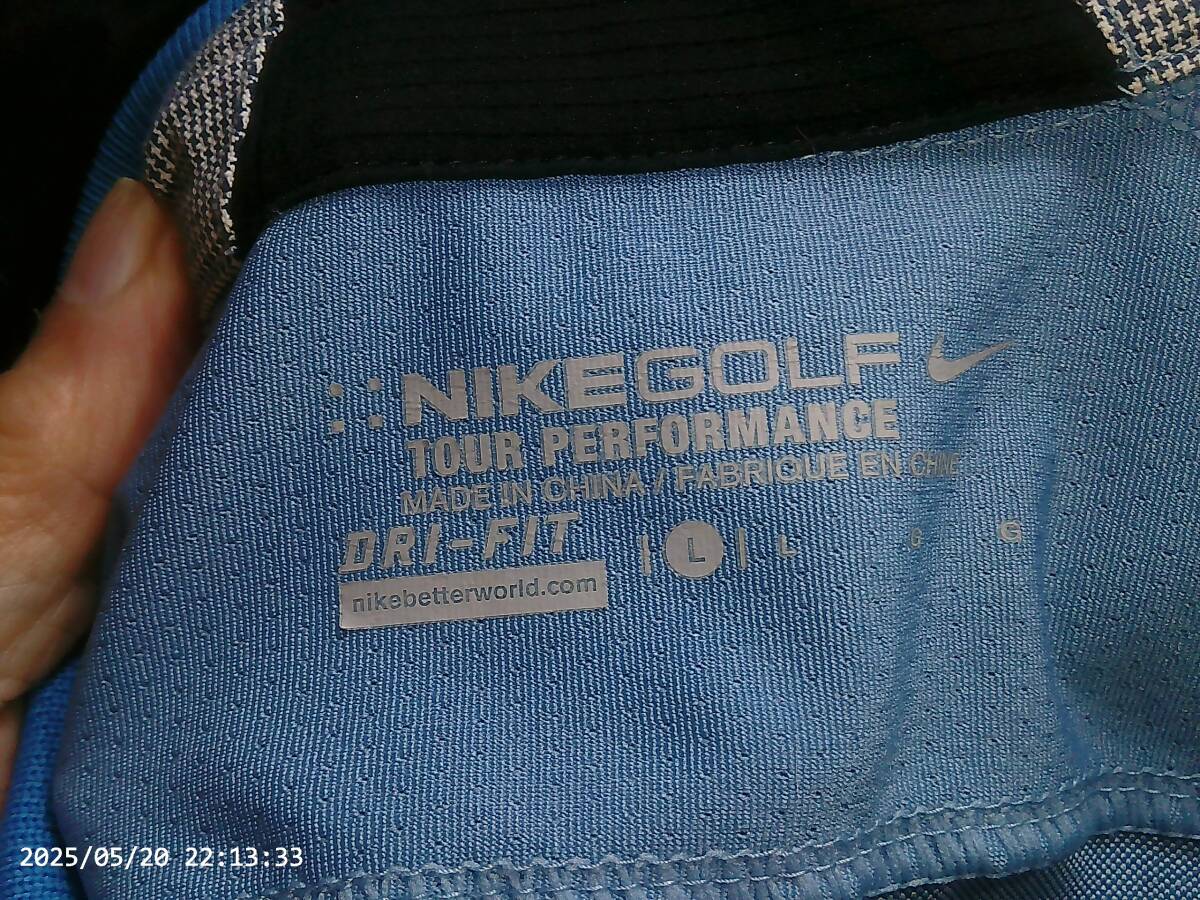 NIKEGOLF
TOUR PERFORMANCE
MADE IN CHINA / FABRIQUE EN CHINE
DRI-FIT
L L G G
nikebetterworld.com
2025/05/20 22:13:33